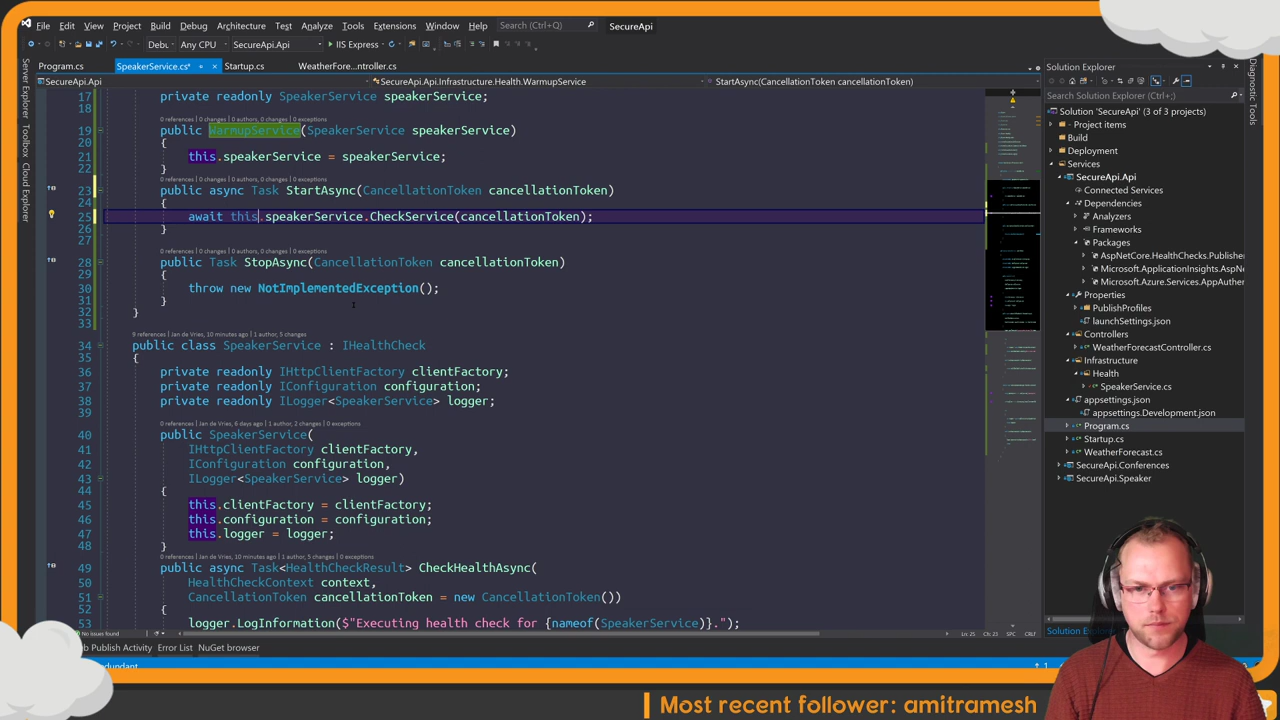 File Edit View Project Build Debug Architecture Test Analyze Tools Extensions Window Help Search (Ctrl+;) SecureApi
Debu Any CPU SecureApi.Api IIS Express
Program.cs SpeakerService.cs* Startup.cs WeatherFore...ntroller.cs
SecureApi.Api SecureApi.Api.Infrastructure.Health.WarmupService StartAsync(CancellationToken cancellationToken)
17 private readonly SpeakerService speakerService;
18
0 references | 0 changes | 0 authors, 0 changes | 0 exceptions
19 public WarmupService(SpeakerService speakerService)
20 {
21 this.speakerServ speakerService;
22 }
0 references | 0 changes | 0 authors, 0 changes | 0 exceptions
23 public async Task StartAsync(CancellationToken cancellationToken)
24 {
25 await this.speakerService.CheckService(cancellationToken);
26 }
27
0 references | 0 changes | 0 authors, 0 changes | 0 exceptions
28 public Task StopAsync(CancellationToken cancellationToken)
29 {
30 throw new NotImplementedException();
31 }
32 }
33
9 references | Jan de Vries, 10 minutes ago | 1 author, 5 changes
34 public class SpeakerService : IHealthCheck
35 {
36 private readonly IHttpClientFactory clientFactory;
37 private readonly IConfiguration configuration;
38 private readonly ILogger<SpeakerService> logger;
39
0 references | Jan de Vries, 6 days ago | 1 author, 2 changes | 0 exceptions
40 public SpeakerService(
41 IHttpClientFactory clientFactory,
42 IConfiguration configuration,
43 ILogger<SpeakerService> logger)
44 {
45 this.clientFactory = clientFactory;
46 this.configuration = configuration;
47 this.logger = logger;
48 }
0 references | Jan de Vries, 10 minutes ago | 1 author, 5 changes | 0 exceptions
49 public async Task<HealthCheckResult> CheckHealthAsync(
50 HealthCheckContext context,
51 CancellationToken cancellationToken = new CancellationToken())
52 {
53 logger.LogInformation($"Executing health check for {nameof(SpeakerService)}.");
No issues found Ln: 25 Ch: 23 SPC CRLF
b Publish Activity Error List NuGet browser
Server Explorer
Toolbox
Cloud Explorer
Diagnostic Tools
Solution Explorer
Search Solution Explorer (Ctrl+;)
Solution 'SecureApi' (3 of 3 projects)
- Project items
Build
Deployment
Services
SecureApi.Api
Connected Services
Dependencies
Analyzers
Frameworks
Packages
AspNetCore.HealthChecks.Publisher
Microsoft.ApplicationInsights.AspNe
Microsoft.Azure.Services.AppAuther
Properties
PublishProfiles
launchSettings.json
Controllers
WeatherForecastController.cs
Infrastructure
Health
SpeakerService.cs
appsettings.json
appsettings.Development.json
Program.cs
Startup.cs
WeatherForecast.cs
SecureApi.Conferences
SecureApi.Speaker
Solution Explor
Most recent follower: amitramesh